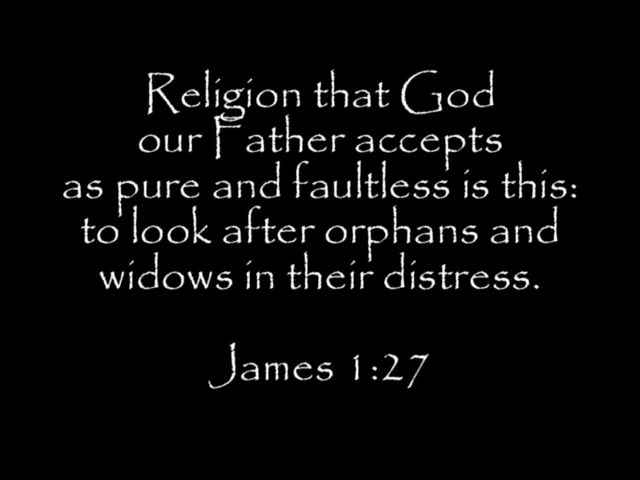 Religion that God
our Father accepts
as pure and faultless is this:
to look after orphans and
widows in their distress.
James 1:27